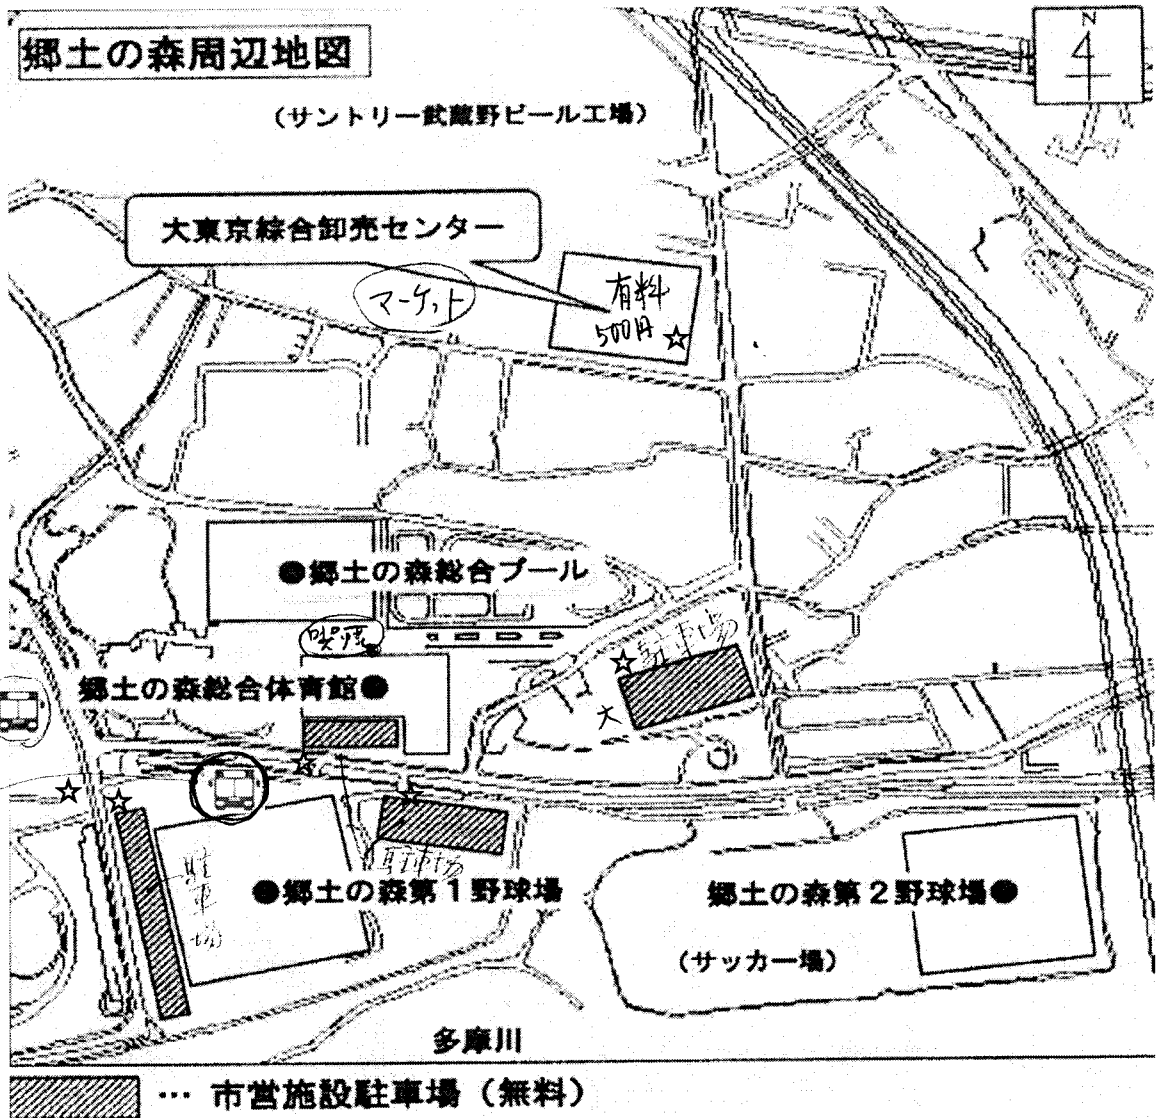 郷土の森周辺地図
N
(サントリー武蔵野ビール工場)
大東京綜合卸売センター
マーケット
有料
500円
●郷土の森総合プール
喫煙
駐車場
郷土の森総合体育館●
大
駐車場
駐車場
●郷土の森第1野球場
郷土の森第2野球場●
(サッカー場)
多摩川
… 市営施設駐車場(無料)